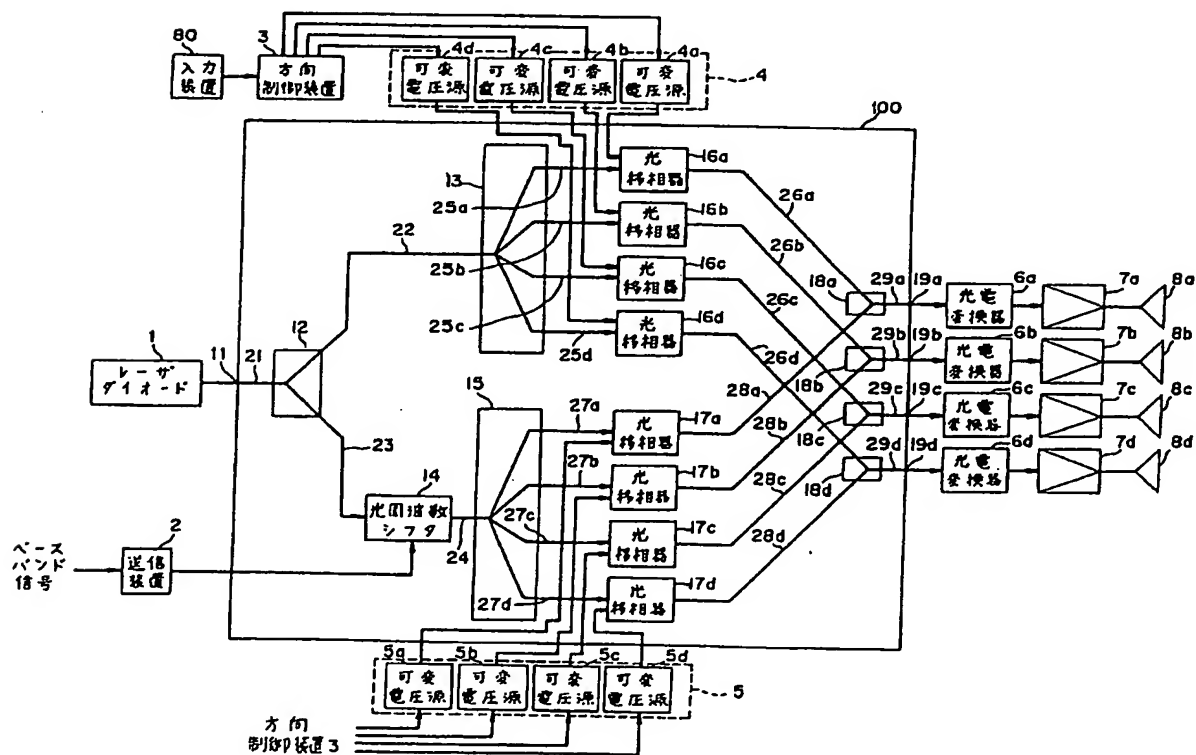 80
入力
装置
3
方向
制御装置
4d
可変
電圧源
4c
可変
電圧源
4b
可変
電圧源
4a
可変
電圧源
4
100
13
25a
25b
25c
25d
光
移相器
16a
光
移相器
16b
光
移相器
16c
光
移相器
16d
26a
26b
26c
26d
22
12
1
レーザ
ダイオード
11
21
23
14
光周波数
シフタ
24
2
送信
装置
ベース
バンド
信号
15
27a
27b
27c
27d
光
移相器
17a
光
移相器
17b
光
移相器
17c
光
移相器
17d
28a
28b
28c
28d
18a
18b
18c
18d
29a
19a
29b
19b
29c
19c
29d
19d
6a
光電
変換器
6b
光電
変換器
6c
光電
変換器
6d
光電
変換器
7a
7b
7c
7d
8a
8b
8c
8d
5a
可変
電圧源
5b
可変
電圧源
5c
可変
電圧源
5d
可変
電圧源
5
方向
制御装置3